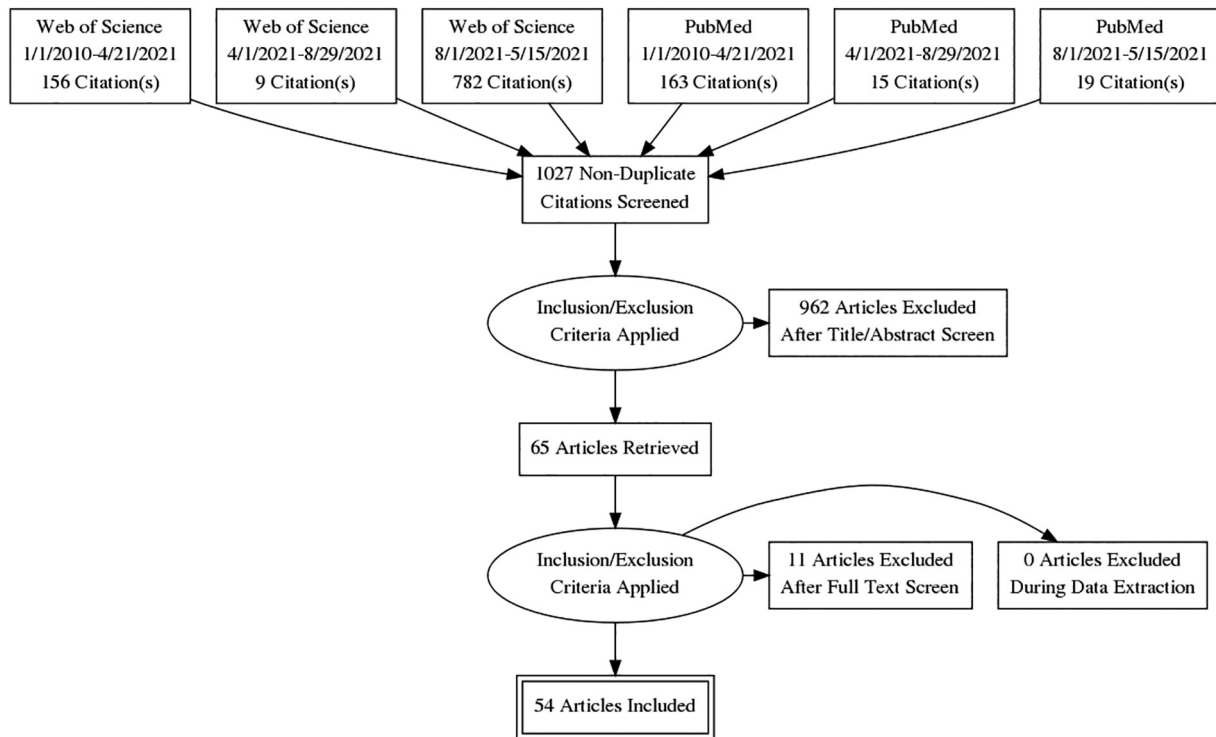 Web of Science
1/1/2010-4/21/2021
156 Citation(s)
Web of Science
4/1/2021-8/29/2021
9 Citation(s)
Web of Science
8/1/2021-5/15/2021
782 Citation(s)
PubMed
1/1/2010-4/21/2021
163 Citation(s)
PubMed
4/1/2021-8/29/2021
15 Citation(s)
PubMed
8/1/2021-5/15/2021
19 Citation(s)
1027 Non-Duplicate
Citations Screened
Inclusion/Exclusion
Criteria Applied
962 Articles Excluded
After Title/Abstract Screen
65 Articles Retrieved
Inclusion/Exclusion
Criteria Applied
11 Articles Excluded
After Full Text Screen
0 Articles Excluded
During Data Extraction
54 Articles Included